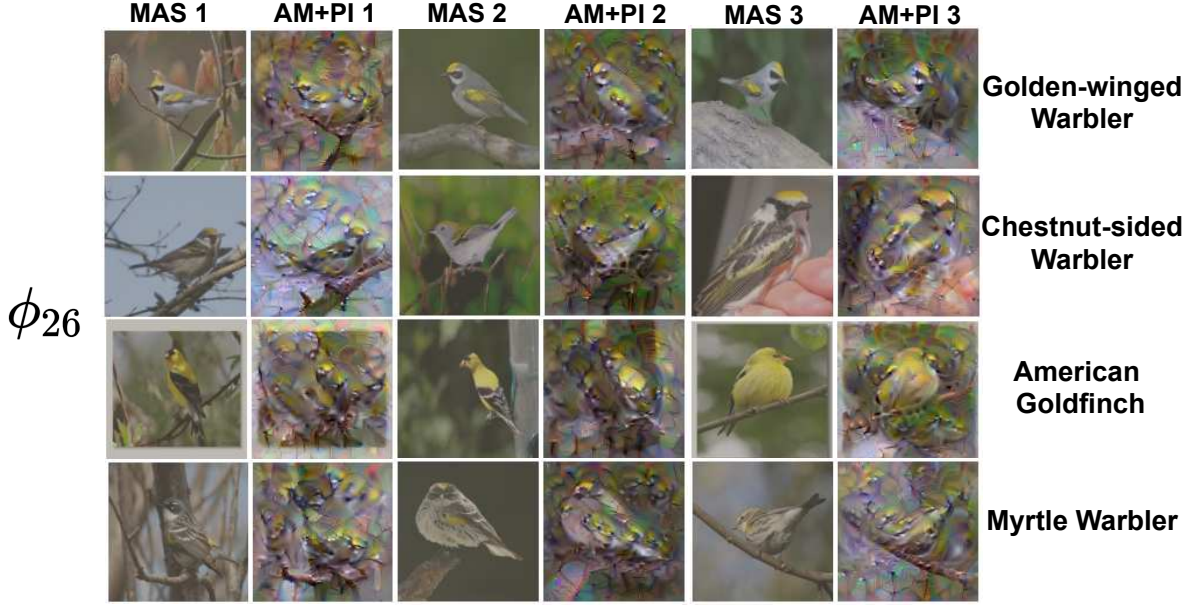 MAS 1 AM+PI 1 MAS 2 AM+PI 2 MAS 3 AM+PI 3
Golden-winged
Warbler
Chestnut-sided
Warbler
ϕ26
American
Goldfinch
Myrtle Warbler